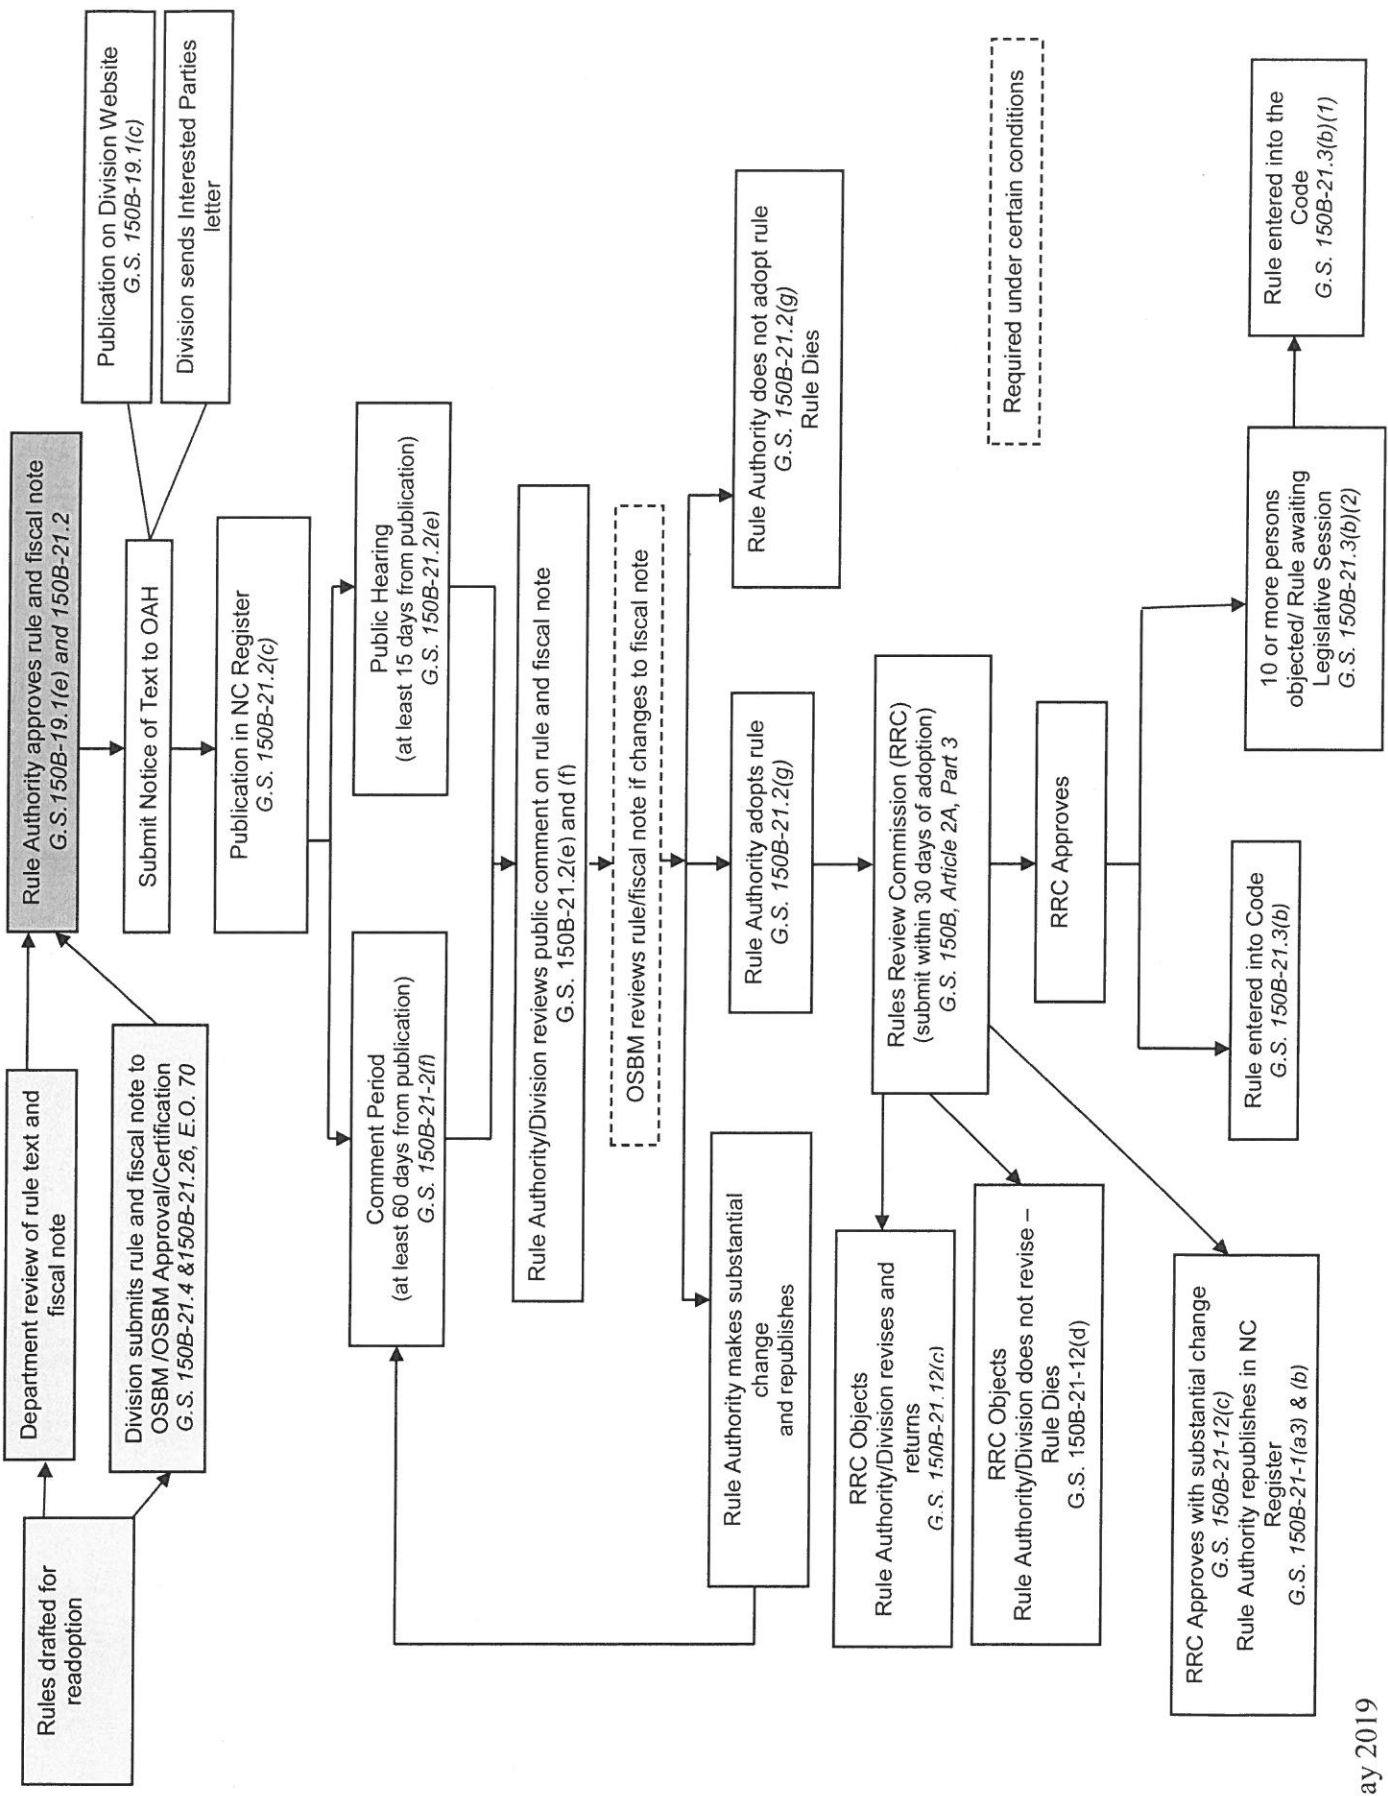 Rules drafted for
readoption
Department review of rule text and
fiscal note
Division submits rule and fiscal note to
OSBM /OSBM Approval/Certification
G.S. 150B-21.4 &150B-21.26, E.O. 70
Rule Authority approves rule and fiscal note
G.S.150B-19.1(e) and 150B-21.2
Submit Notice of Text to OAH
Publication on Division Website
G.S. 150B-19.1(c)
Division sends Interested Parties
letter
Publication in NC Register
G.S. 150B-21.2(c)
Comment Period
(at least 60 days from publication)
G.S. 150B-21-2(f)
Public Hearing
(at least 15 days from publication)
G.S. 150B-21.2(e)
Rule Authority/Division reviews public comment on rule and fiscal note
G.S. 150B-21.2(e) and (f)
OSBM reviews rule/fiscal note if changes to fiscal note
Rule Authority makes substantial
change
and republishes
Rule Authority adopts rule
G.S. 150B-21.2(g)
Rule Authority does not adopt rule
G.S. 150B-21.2(g)
Rule Dies
RRC Objects
Rule Authority/Division revises and
returns
G.S. 150B-21.12(c)
Rules Review Commission (RRC)
(submit within 30 days of adoption)
G.S. 150B, Article 2A, Part 3
RRC Objects
Rule Authority/Division does not revise –
Rule Dies
G.S. 150B-21-12(d)
Required under certain conditions
RRC Approves
RRC Approves with substantial change
G.S. 150B-21-12(c)
Rule Authority republishes in NC
Register
G.S. 150B-21-1(a3) & (b)
Rule entered into Code
G.S. 150B-21.3(b)
10 or more persons
objected/ Rule awaiting
Legislative Session
G.S. 150B-21.3(b)(2)
Rule entered into the
Code
G.S. 150B-21.3(b)(1)
ay 2019